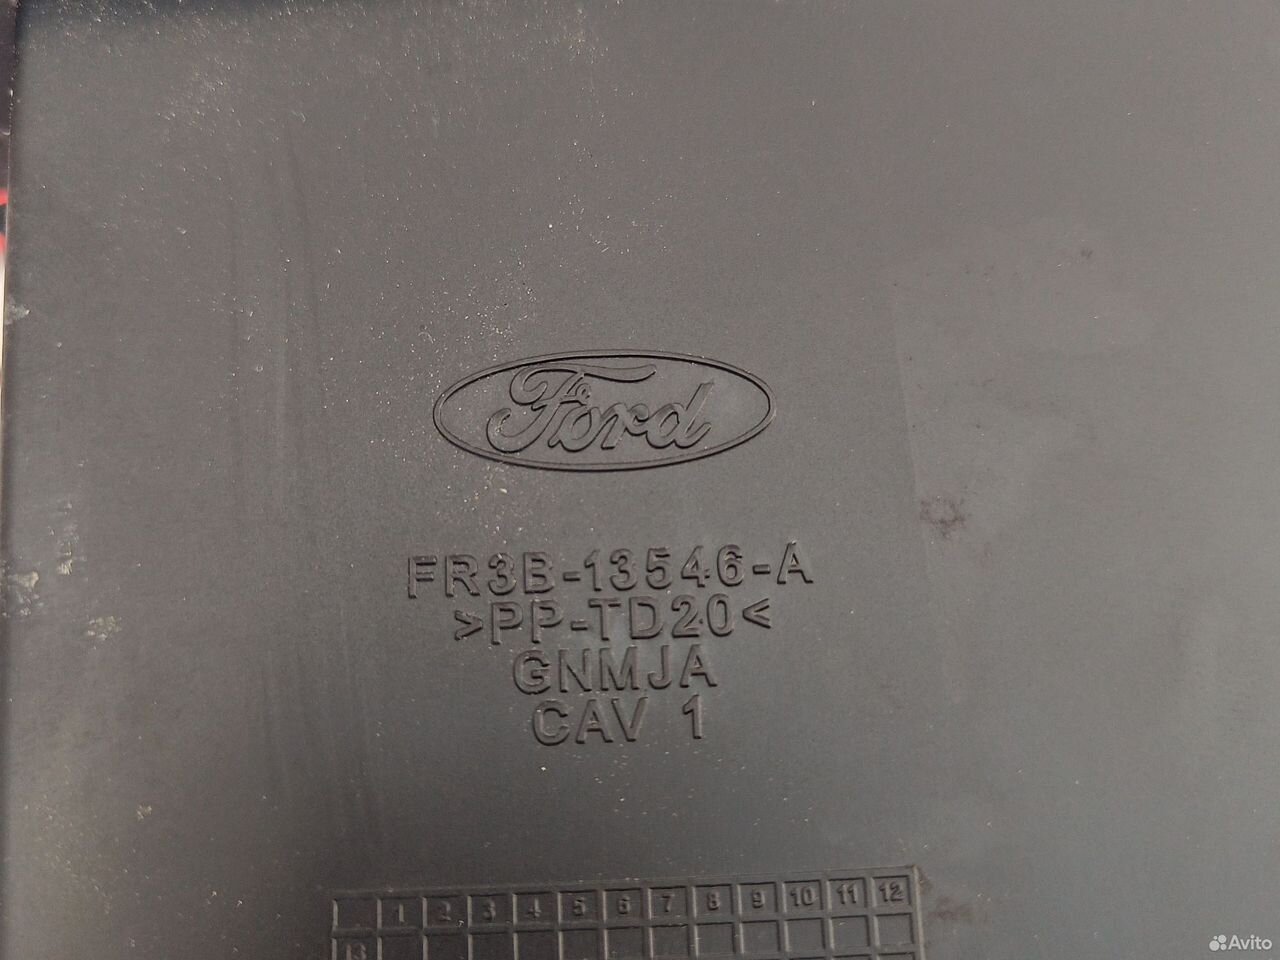 Ford
FR3B-13546-A
>PP-TD20<
GNMJA
CAV 1
1 2 3 4 5 6 7 8 9 10 11 12
13
Avito